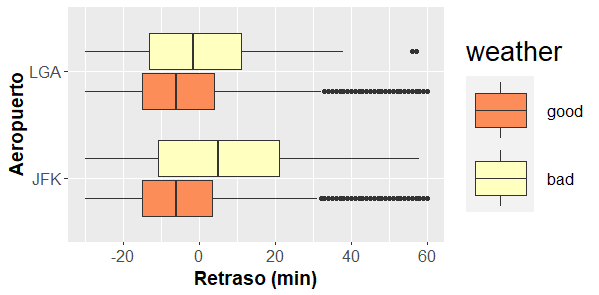 Aeropuerto
LGA
JFK
-20 0 20 40 60
Retraso (min)
weather
good
bad